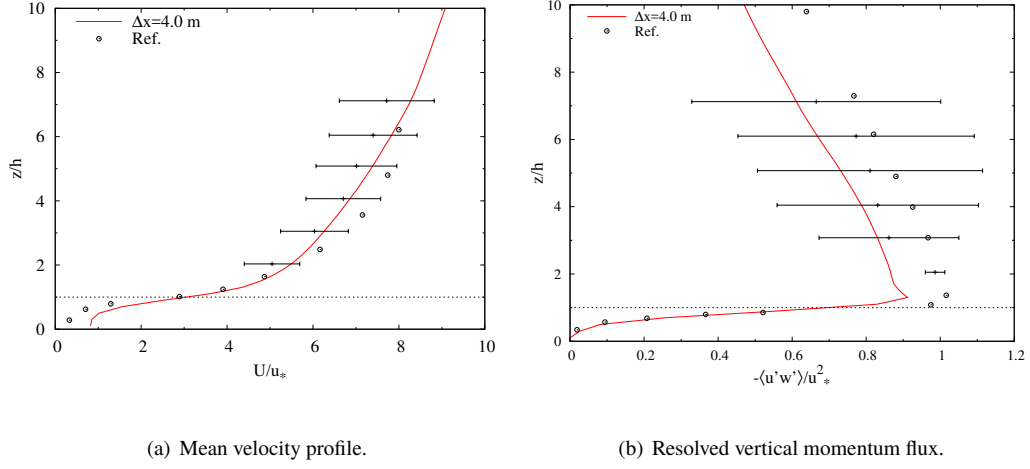 10
Δx=4.0 m
Ref.
8
6
z/h
4
2
0
0 2 4 6 8 10
U/u*
(a) Mean velocity profile.
10
Δx=4.0 m
Ref.
8
6
z/h
4
2
0
0 0.2 0.4 0.6 0.8 1 1.2
-⟨u'w'⟩/u²*
(b) Resolved vertical momentum flux.